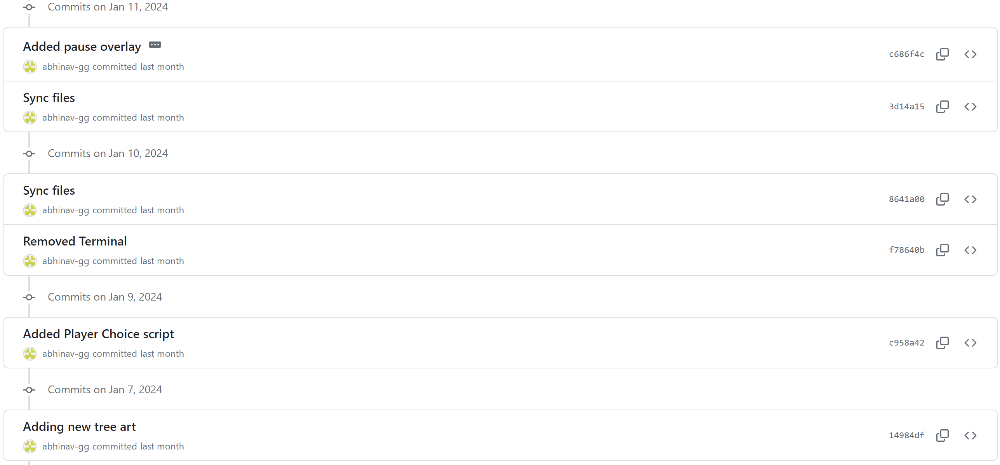 Commits on Jan 11, 2024
Added pause overlay
abhinav-gg committed last month
c686f4c
Sync files
abhinav-gg committed last month
3d14a15
Commits on Jan 10, 2024
Sync files
abhinav-gg committed last month
8641a00
Removed Terminal
abhinav-gg committed last month
f78640b
Commits on Jan 9, 2024
Added Player Choice script
abhinav-gg committed last month
c958a42
Commits on Jan 7, 2024
Adding new tree art
abhinav-gg committed last month
14984df